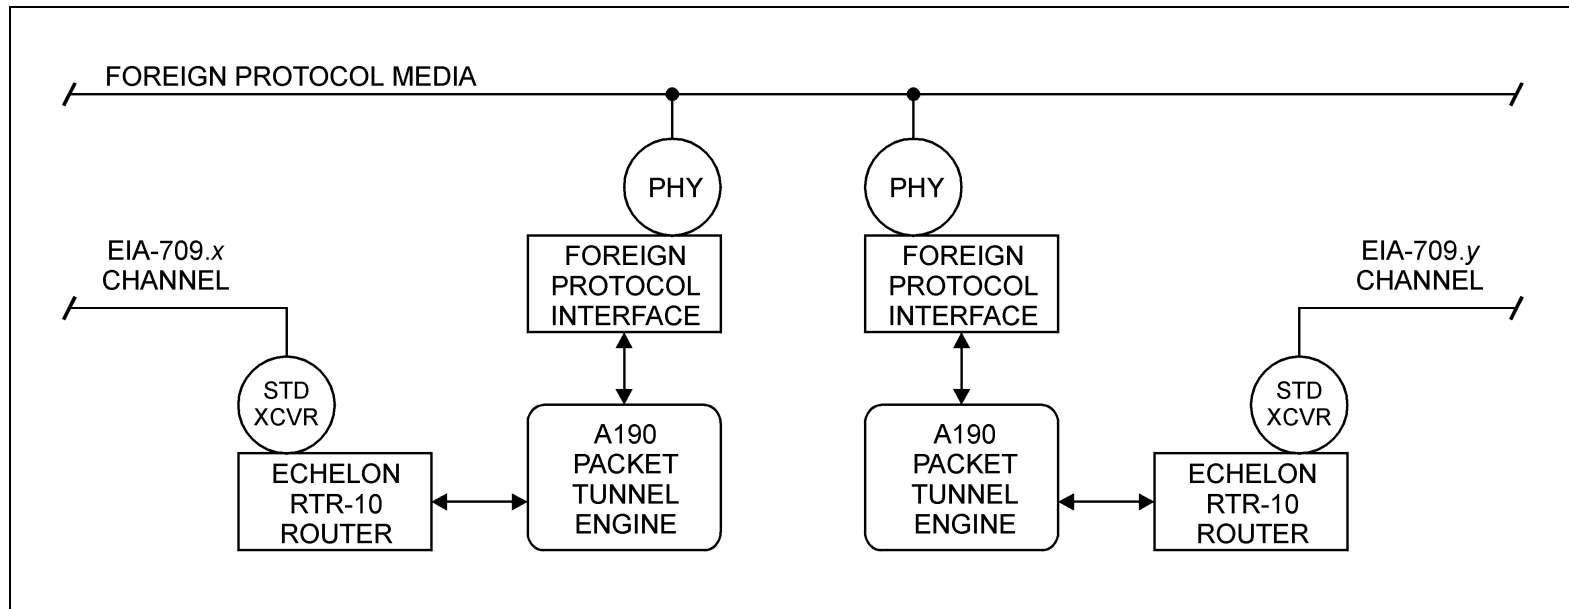 FOREIGN PROTOCOL MEDIA
PHY
PHY
EIA-709.x
CHANNEL
FOREIGN
PROTOCOL
INTERFACE
FOREIGN
PROTOCOL
INTERFACE
EIA-709.y
CHANNEL
STD
XCVR
A190
PACKET
TUNNEL
ENGINE
A190
PACKET
TUNNEL
ENGINE
STD
XCVR
ECHELON
RTR-10
ROUTER
ECHELON
RTR-10
ROUTER